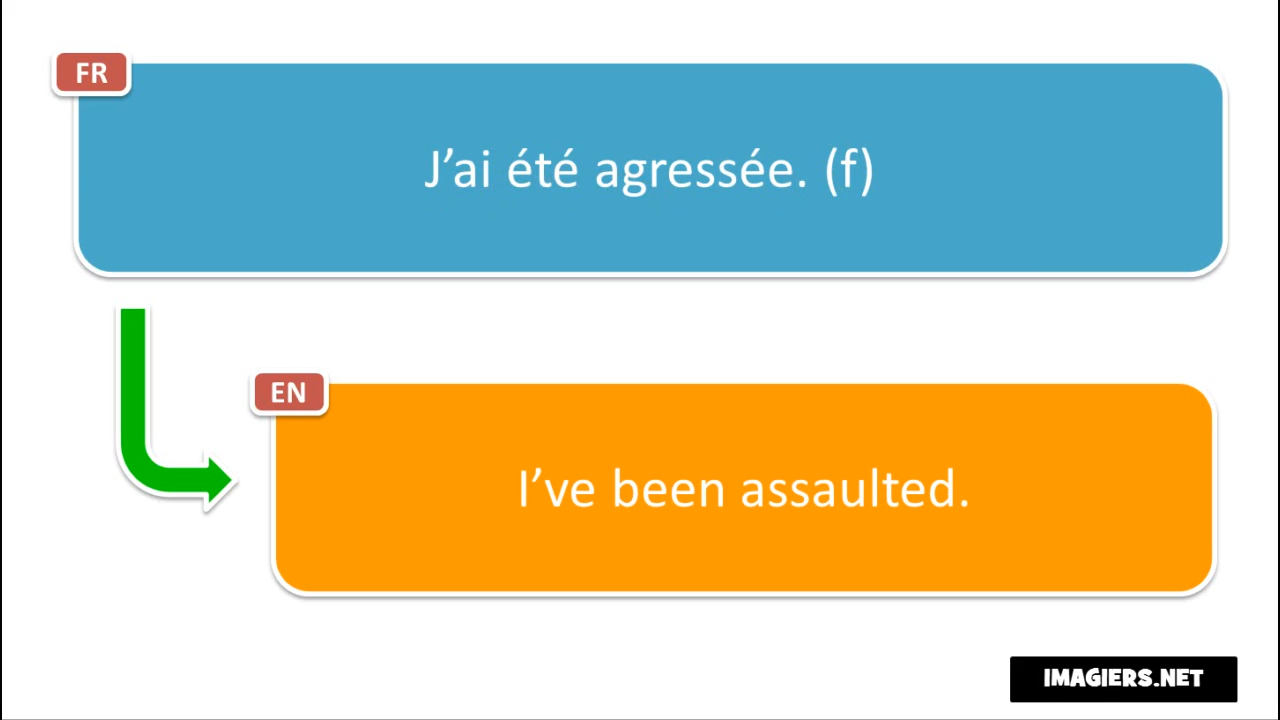 FR
J’ai été agressée. (f)
EN
I’ve been assaulted.
IMAGIERS.NET